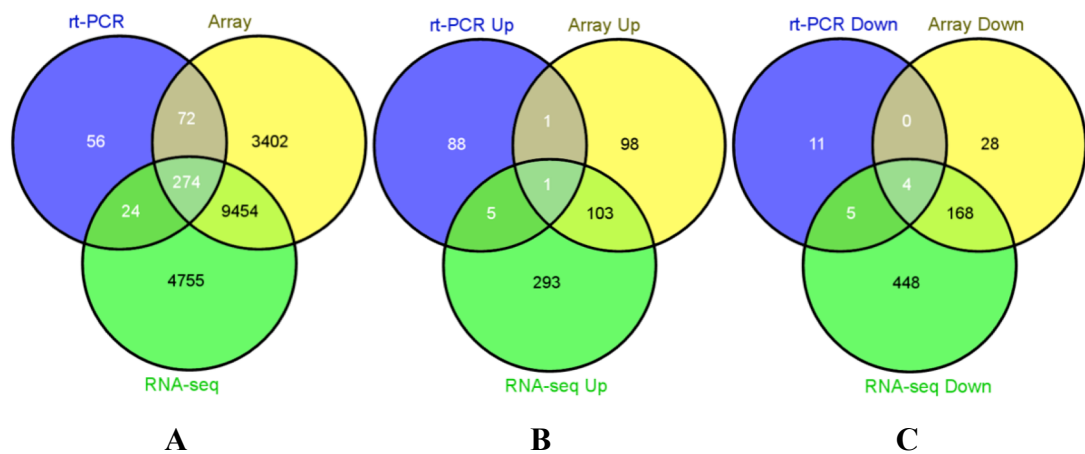 rt-PCR Array
56 72 3402
274
24 9454
4755
RNA-seq
A
rt-PCR Up Array Up
88 1 98
1
5 103
293
RNA-seq Up
B
rt-PCR Down Array Down
11 0 28
4
5 168
448
RNA-seq Down
C